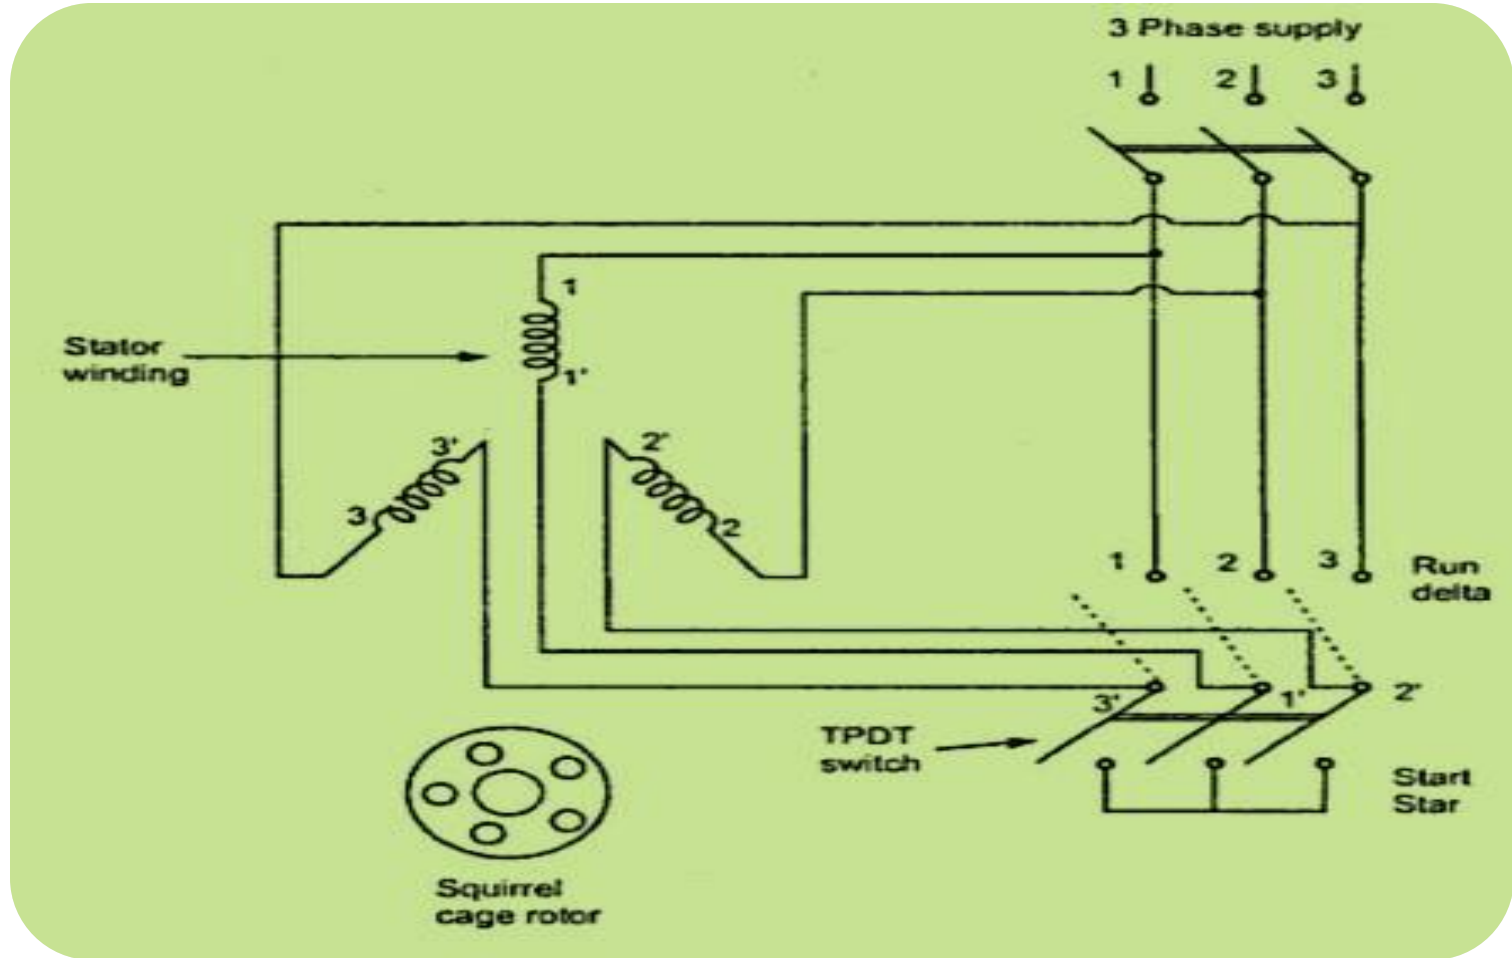 3 Phase supply
1 2 3
1
Stator
winding
1'
3' 2'
3 2
1 2 3 Run
delta
3' 1' 2'
TPDT
switch
Start
Star
Squirrel
cage rotor